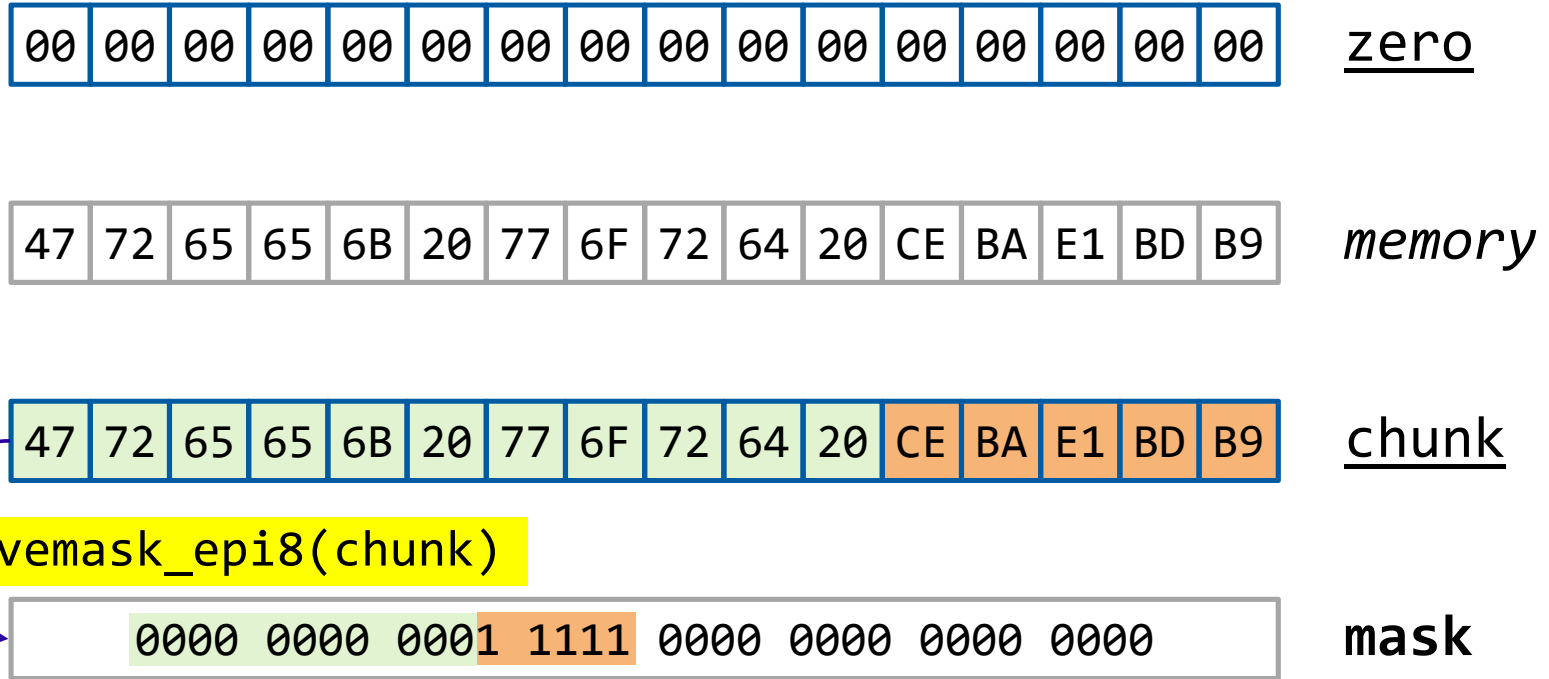 00 00 00 00 00 00 00 00 00 00 00 00 00 00 00 00 zero
47 72 65 65 6B 20 77 6F 72 64 20 CE BA E1 BD B9 memory
47 72 65 65 6B 20 77 6F 72 64 20 CE BA E1 BD B9 chunk
vemask_epi8(chunk)
0000 0000 0001 1111 0000 0000 0000 0000 mask